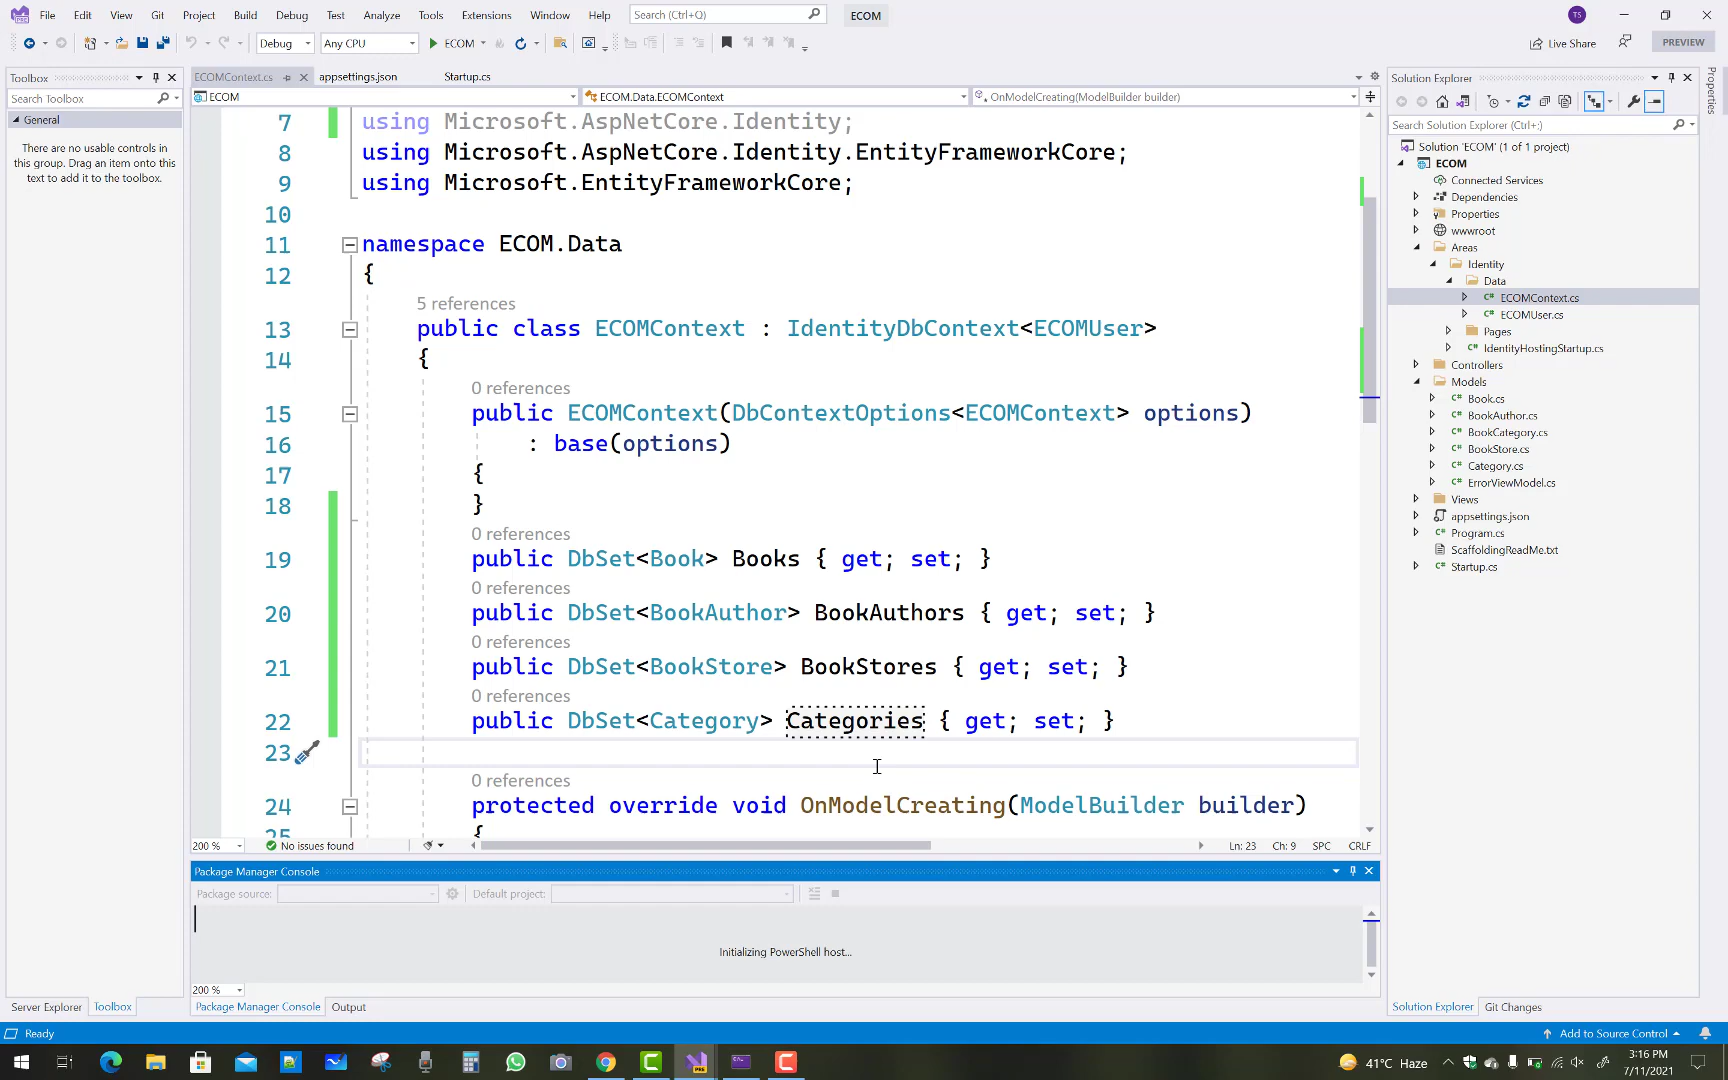 File Edit View Git Project Build Debug Test Analyze Tools Extensions Window Help Search (Ctrl+Q) ECOM TS
Debug Any CPU ECOM Live Share PREVIEW
Toolbox
Search Toolbox
General
There are no usable controls in
this group. Drag an item onto this
text to add it to the toolbox.
Server Explorer Toolbox
ECOMContext.cs appsettings.json Startup.cs
ECOM ECOM.Data.ECOMContext OnModelCreating(ModelBuilder builder)
7 using Microsoft.AspNetCore.Identity;
8 using Microsoft.AspNetCore.Identity.EntityFrameworkCore;
9 using Microsoft.EntityFrameworkCore;
10
11 namespace ECOM.Data
12 {
5 references
13 public class ECOMContext : IdentityDbContext<ECOMUser>
14 {
0 references
15 public ECOMContext(DbContextOptions<ECOMContext> options)
16 : base(options)
17 {
18 }
0 references
19 public DbSet<Book> Books { get; set; }
0 references
20 public DbSet<BookAuthor> BookAuthors { get; set; }
0 references
21 public DbSet<BookStore> BookStores { get; set; }
0 references
22 public DbSet<Category> Categories { get; set; }
23
0 references
24 protected override void OnModelCreating(ModelBuilder builder)
25 {
200 % No issues found Ln: 23 Ch: 9 SPC CRLF
Package Manager Console
Package source: Default project:
Initializing PowerShell host...
200 %
Package Manager Console Output
Solution Explorer
Search Solution Explorer (Ctrl+;)
Solution 'ECOM' (1 of 1 project)
ECOM
Connected Services
Dependencies
Properties
wwwroot
Areas
Identity
Data
ECOMContext.cs
ECOMUser.cs
Pages
IdentityHostingStartup.cs
Controllers
Models
Book.cs
BookAuthor.cs
BookCategory.cs
BookStore.cs
Category.cs
ErrorViewModel.cs
Views
appsettings.json
Program.cs
ScaffoldingReadMe.txt
Startup.cs
Solution Explorer Git Changes
Properties
Ready Add to Source Control
41°C Haze 3:16 PM
7/11/2021